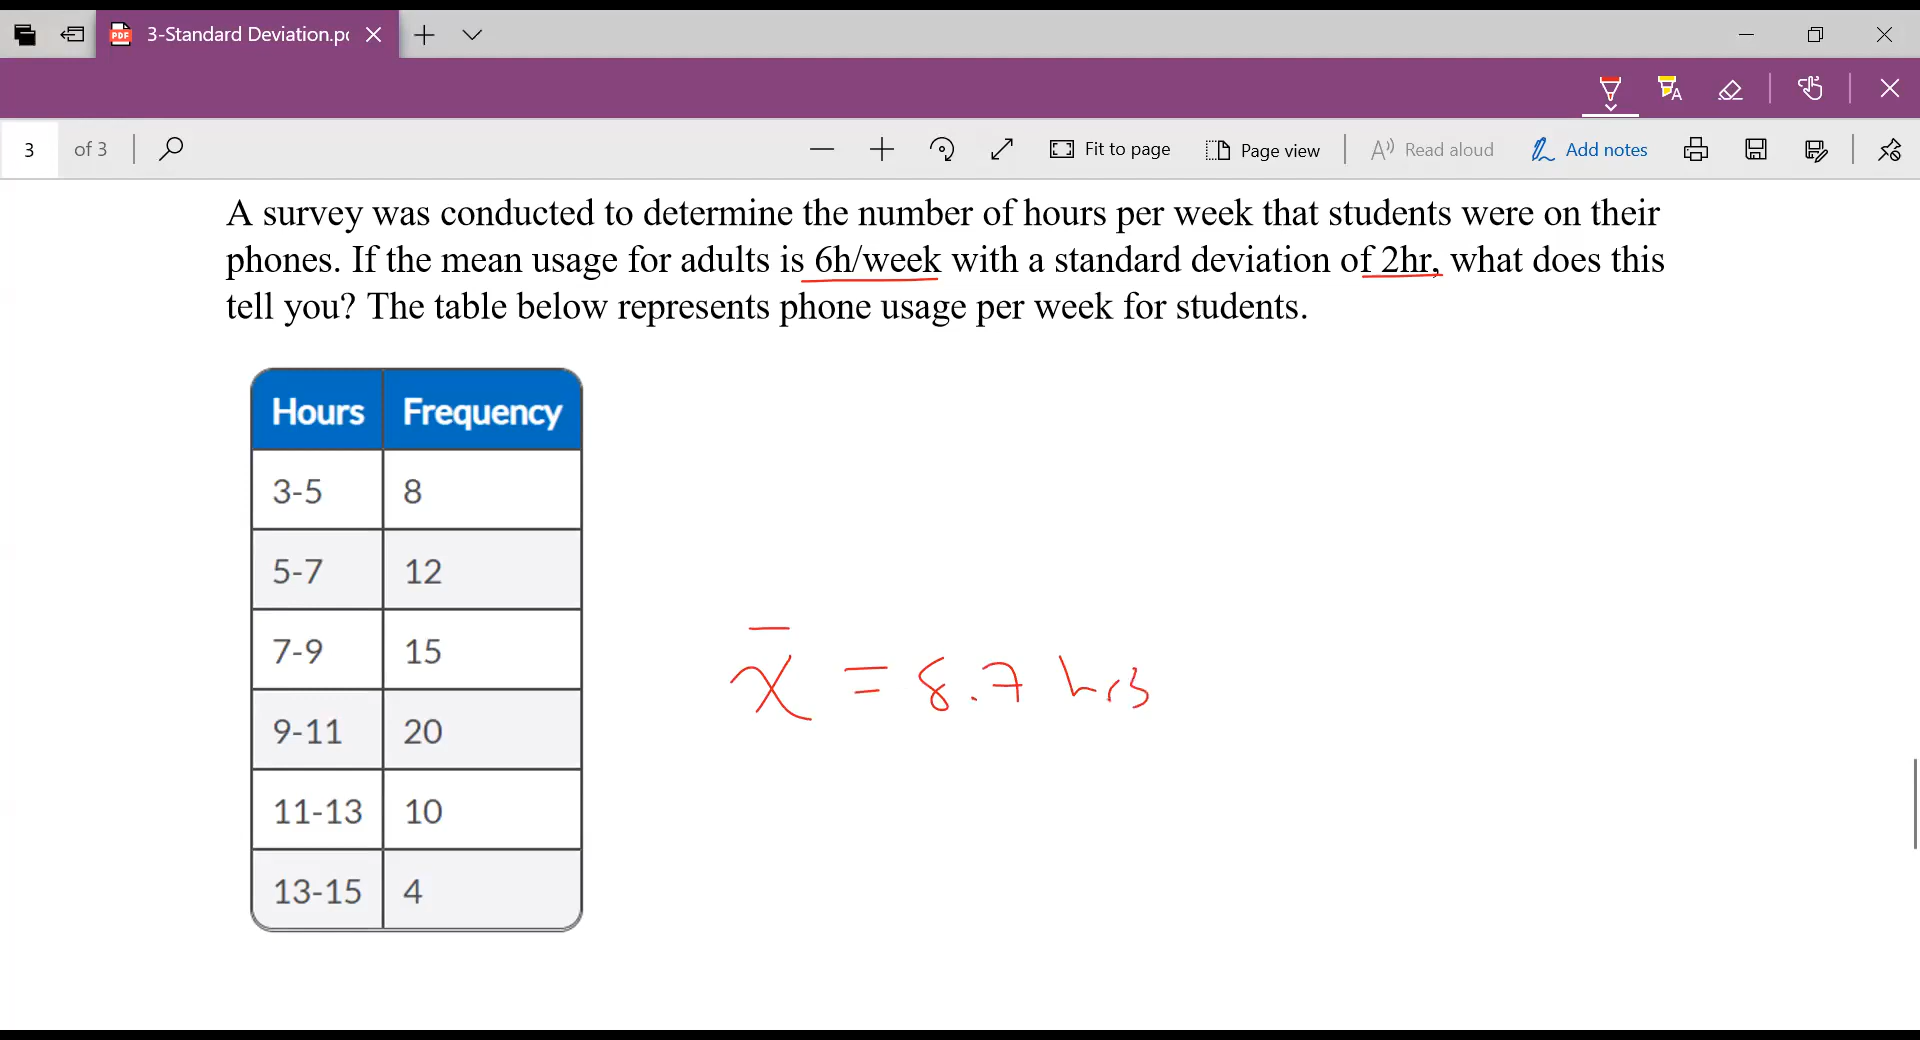 3-Standard Deviation.p
3 of 3 Fit to page Page view Read aloud Add notes
A survey was conducted to determine the number of hours per week that students were on their
phones. If the mean usage for adults is 6h/week with a standard deviation of 2hr, what does this
tell you? The table below represents phone usage per week for students.
Hours Frequency
3-5 8
5-7 12
7-9 15
9-11 20
11-13 10
13-15 4
x̄ = 8.7 hrs